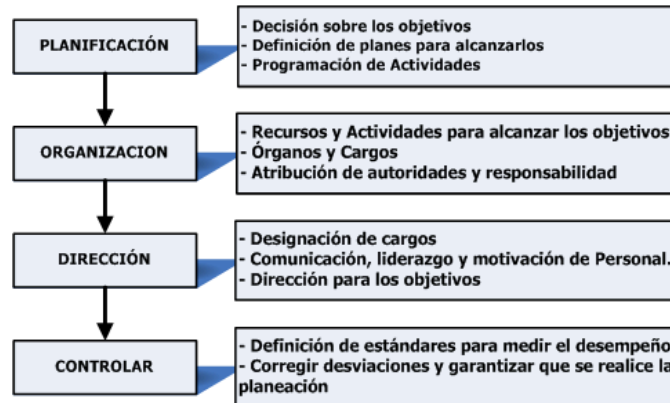 PLANIFICACIÓN
- Decisión sobre los objetivos
- Definición de planes para alcanzarlos
- Programación de Actividades
ORGANIZACION
- Recursos y Actividades para alcanzar los objetivos
- Órganos y Cargos
- Atribución de autoridades y responsabilidad
DIRECCIÓN
- Designación de cargos
- Comunicación, liderazgo y motivación de Personal.
- Dirección para los objetivos
CONTROLAR
- Definición de estándares para medir el desempeño
- Corregir desviaciones y garantizar que se realice la
planeación